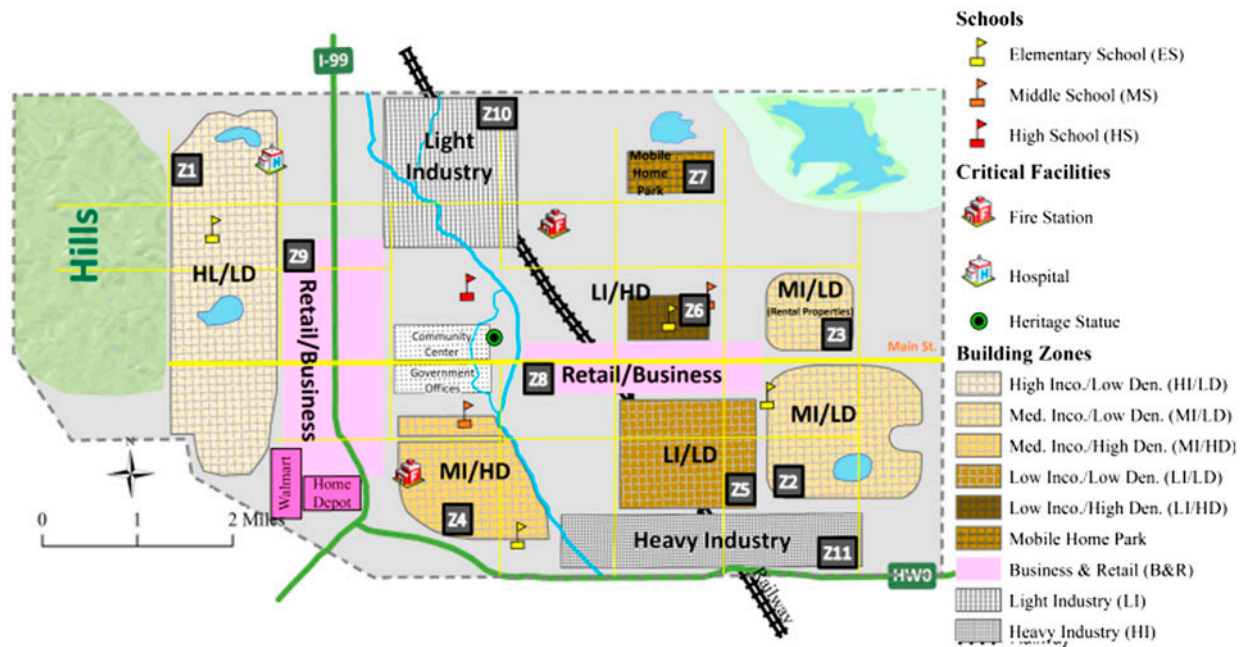 I-99
Schools
Elementary School (ES)
Middle School (MS)
High School (HS)
Critical Facilities
Fire Station
Hospital
Heritage Statue
Building Zones
High Inco./Low Den. (HI/LD)
Med. Inco./Low Den. (MI/LD)
Med. Inco./High Den. (MI/HD)
Low Inco./Low Den. (LI/LD)
Low Inco./High Den. (LI/HD)
Mobile Home Park
Business & Retail (B&R)
Light Industry (LI)
Heavy Industry (HI)
Hills
Z1
H
HL/LD
Z9
Retail/Business
Walmart
Home
Depot
0 1 2 Miles
Z10
Light
Industry
Community
Center
Government
Offices
MI/HD
Z4
F
Mobile
Home
Park
Z7
LI/HD
Z6
MI/LD
(Rental Properties)
Z3
Main St.
Z8
Retail/Business
LI/LD
Z5
MI/LD
Z2
Heavy Industry
Z11
HW0
Railway